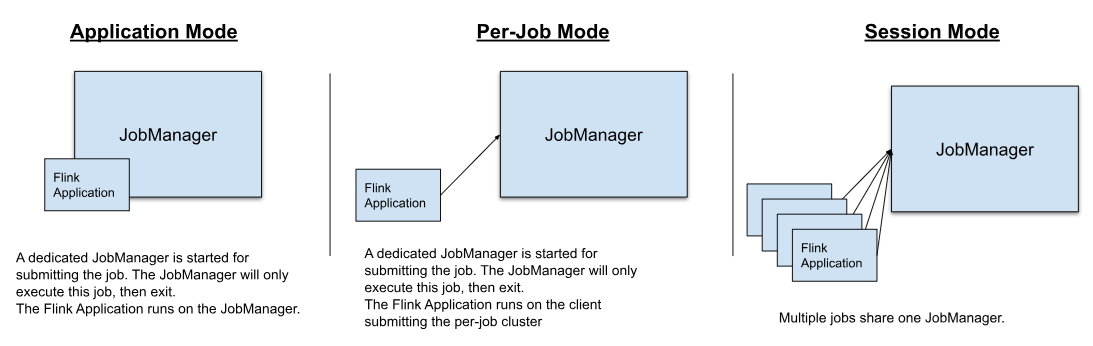 Application Mode
JobManager
Flink
Application
A dedicated JobManager is started for
submitting the job. The JobManager will only
execute this job, then exit.
The Flink Application runs on the JobManager.
Per-Job Mode
JobManager
Flink
Application
A dedicated JobManager is started for
submitting the job. The JobManager will only
execute this job, then exit.
The Flink Application runs on the client
submitting the per-job cluster
Session Mode
JobManager
Flink
Application
Multiple jobs share one JobManager.